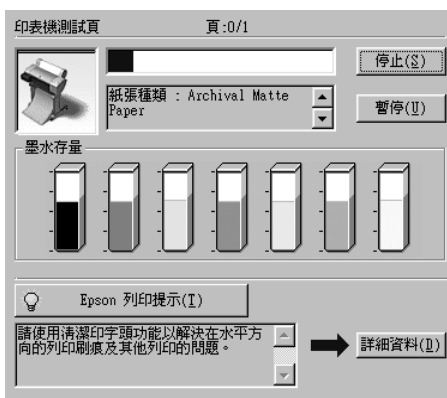 印表機測試頁 頁:0/1
停止(S)
紙張種類 : Archival Matte
Paper
暫停(U)
墨水存量
Epson 列印提示(I)
請使用清潔印字頭功能以解決在水平方
向的列印刷痕及其他列印的問題。
詳細資料(D)